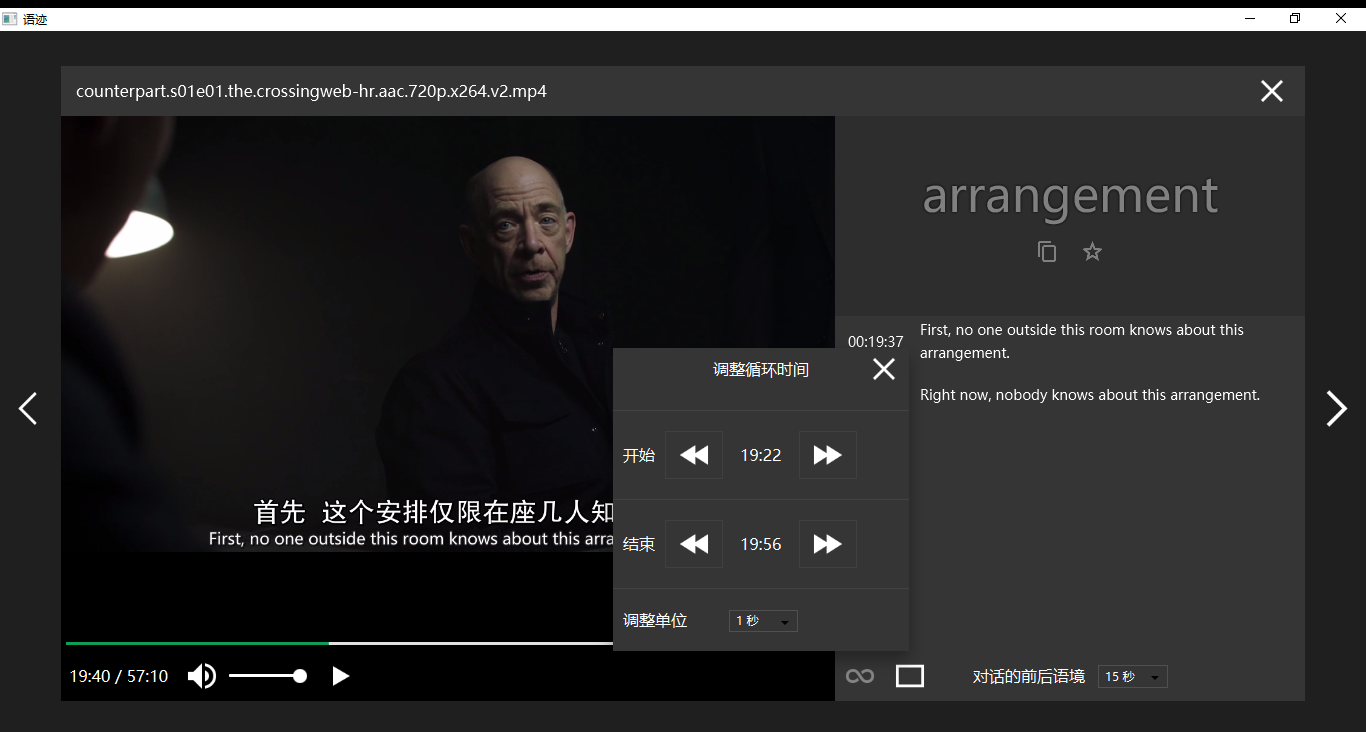 语迹
counterpart.s01e01.the.crossingweb-hr.aac.720p.x264.v2.mp4
arrangement
00:19:37
First, no one outside this room knows about this
arrangement.
Right now, nobody knows about this arrangement.
调整循环时间
开始
19:22
结束
19:56
调整单位
1 秒
首先 这个安排仅限在座几人知
First, no one outside this room knows about this arra
19:40 / 57:10
对话的前后语境
15 秒